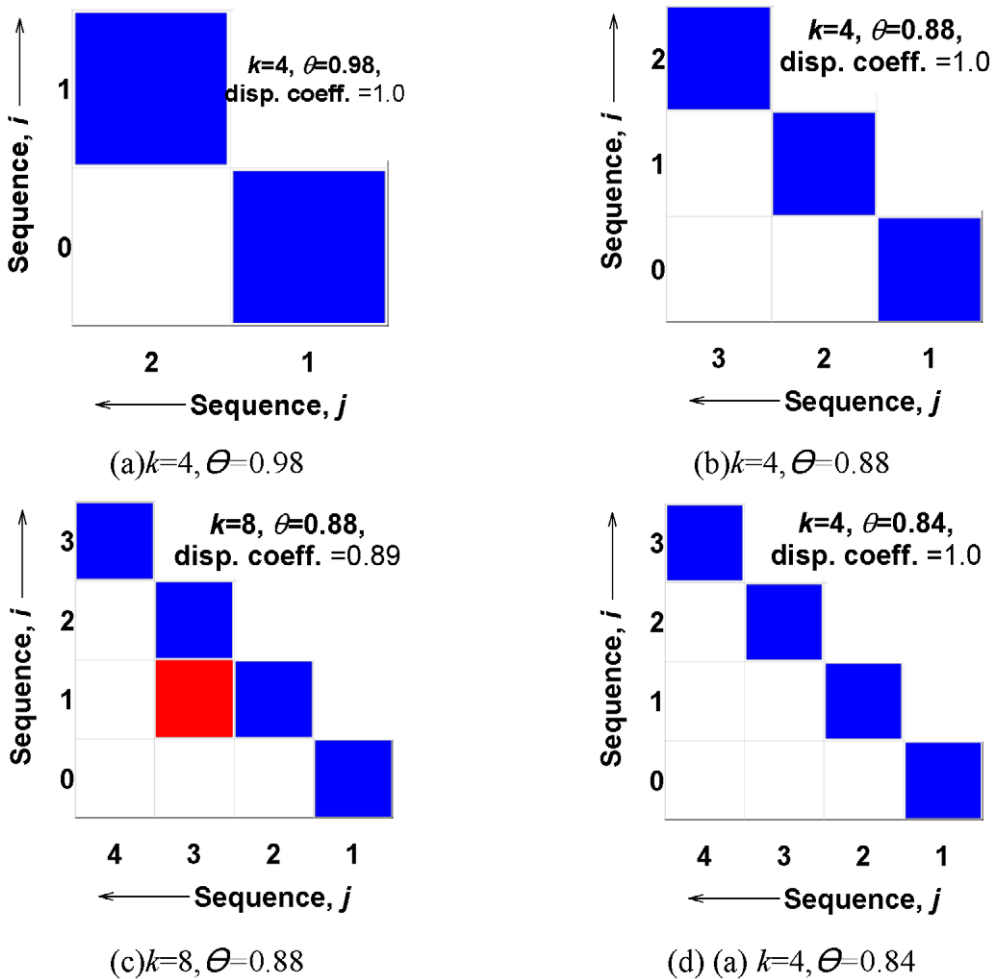 k=4, θ=0.98,
disp. coeff. =1.0
Sequence, i
1
0
2 1
Sequence, j
(a)k=4, Θ=0.98
k=4, θ=0.88,
disp. coeff. =1.0
Sequence, i
2
1
0
3 2 1
Sequence, j
(b)k=4, Θ=0.88
k=8, θ=0.88,
disp. coeff. =0.89
Sequence, i
3
2
1
0
4 3 2 1
Sequence, j
(c)k=8, Θ=0.88
k=4, θ=0.84,
disp. coeff. =1.0
Sequence, i
3
2
1
0
4 3 2 1
Sequence, j
(d) (a) k=4, Θ=0.84